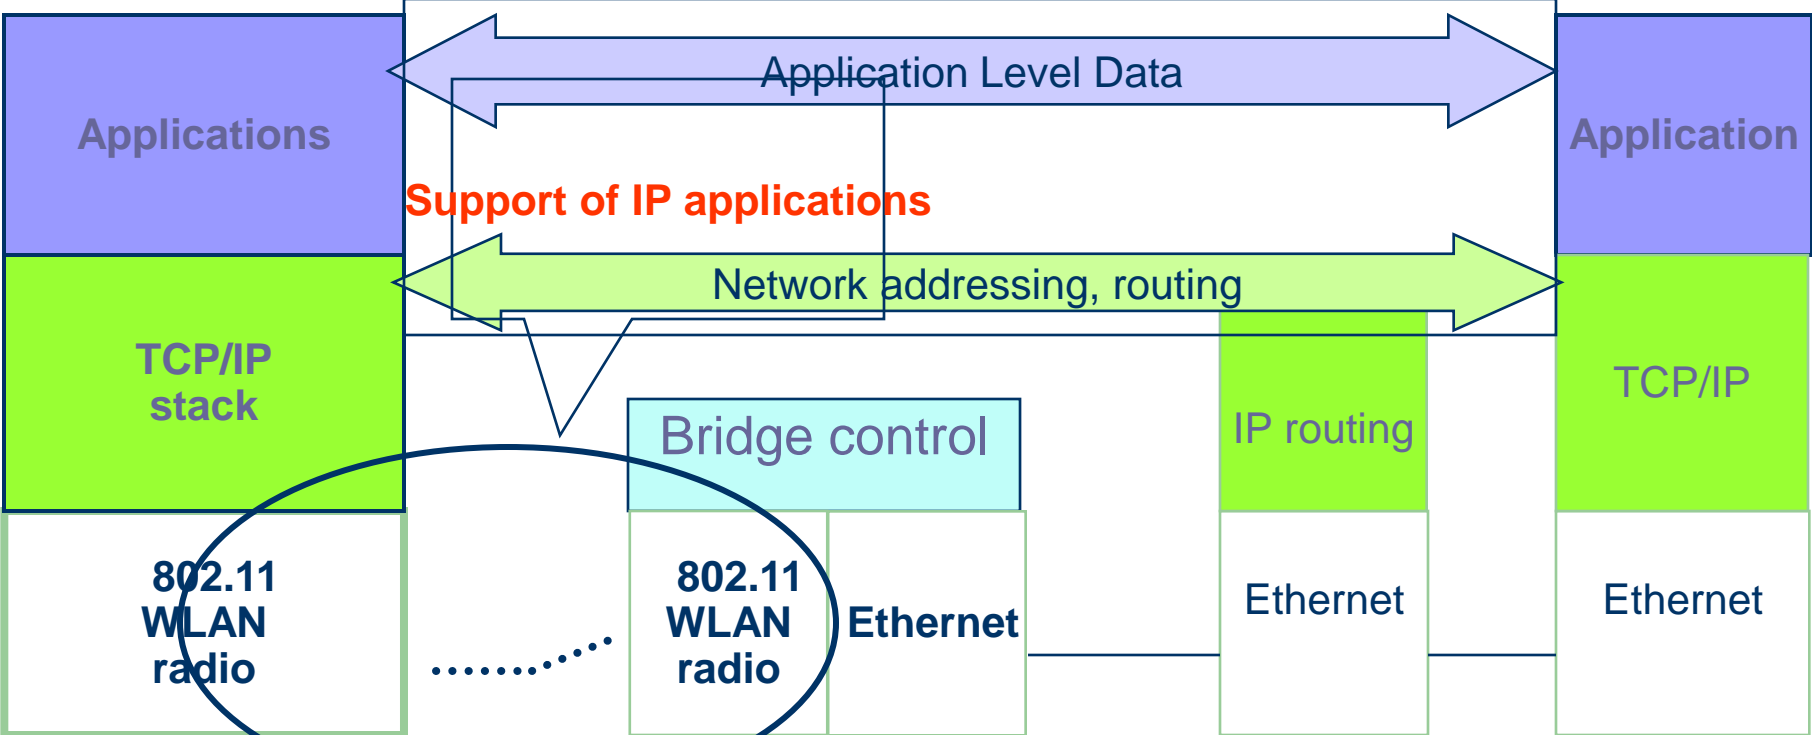 Application Level Data
Applications
Application
Support of IP applications
Network addressing, routing
TCP/IP
stack
TCP/IP
Bridge control
IP routing
802.11
WLAN
radio
802.11
WLAN
radio
Ethernet
Ethernet
Ethernet